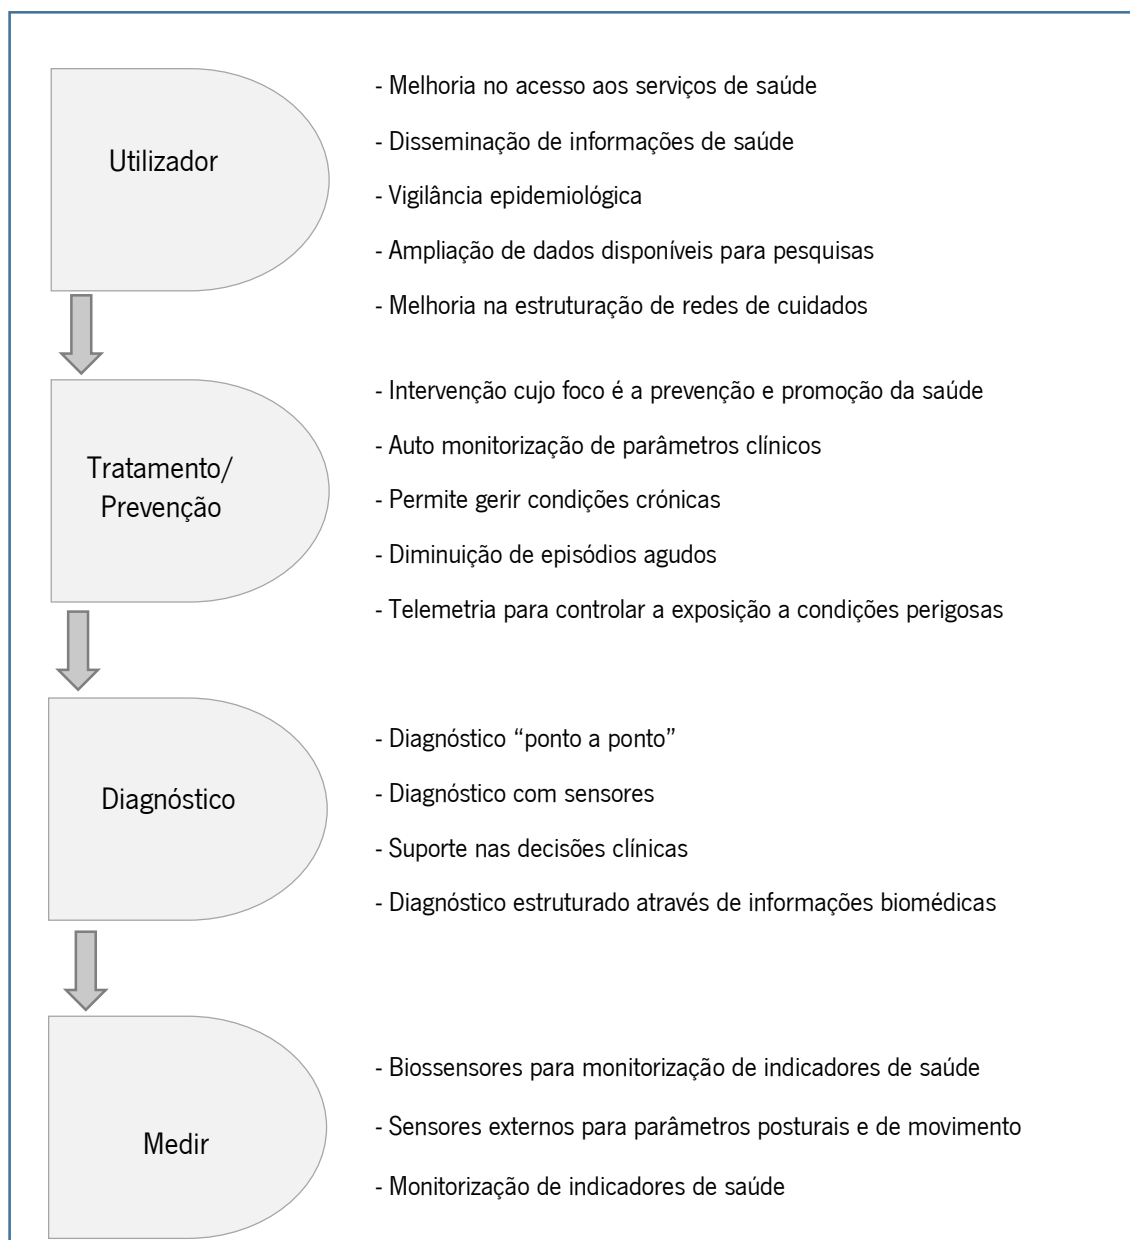 Utilizador
- Melhoria no acesso aos serviços de saúde
- Disseminação de informações de saúde
- Vigilância epidemiológica
- Ampliação de dados disponíveis para pesquisas
- Melhoria na estruturação de redes de cuidados
Tratamento/
Prevenção
- Intervenção cujo foco é a prevenção e promoção da saúde
- Auto monitorização de parâmetros clínicos
- Permite gerir condições crónicas
- Diminuição de episódios agudos
- Telemetria para controlar a exposição a condições perigosas
Diagnóstico
- Diagnóstico “ponto a ponto”
- Diagnóstico com sensores
- Suporte nas decisões clínicas
- Diagnóstico estruturado através de informações biomédicas
Medir
- Biossensores para monitorização de indicadores de saúde
- Sensores externos para parâmetros posturais e de movimento
- Monitorização de indicadores de saúde